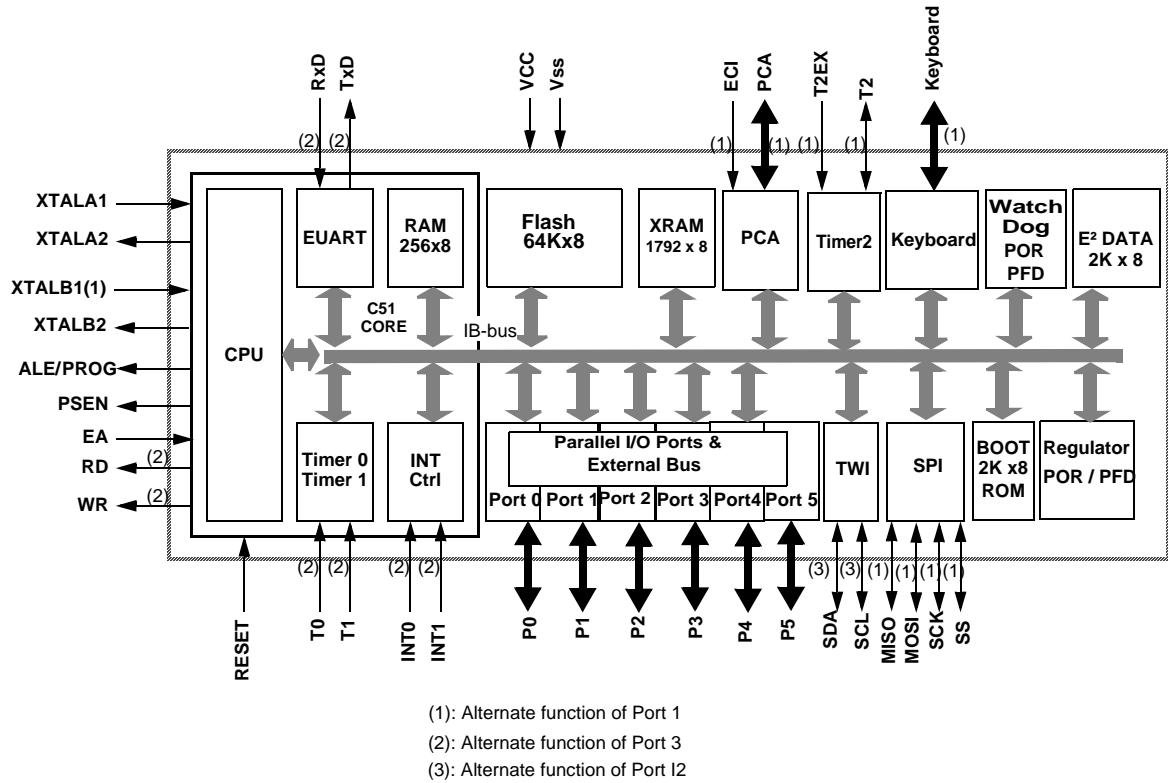 RxD
TxD
VCC
Vss
ECI
PCA
T2EX
T2
Keyboard
(2)
(2)
(1)
(1)
(1)
(1)
(1)
XTALA1
XTALA2
XTALB1(1)
XTALB2
ALE/PROG
PSEN
EA
RD
(2)
WR
(2)
CPU
EUART
RAM
256x8
C51
CORE
IB-bus
Flash
64Kx8
XRAM
1792 x 8
PCA
Timer2
Keyboard
Watch
Dog
POR
PFD
E² DATA
2K x 8
Timer 0
Timer 1
INT
Ctrl
Parallel I/O Ports &
External Bus
Port 0
Port 1
Port 2
Port 3
Port4
Port 5
TWI
SPI
BOOT
2K x8
ROM
Regulator
POR / PFD
(2)
(2)
(2)
(2)
(3)
(3)
(1)
(1)
(1)
(1)
RESET
T0
T1
INT0
INT1
P0
P1
P2
P3
P4
P5
SDA
SCL
MISO
MOSI
SCK
SS
(1): Alternate function of Port 1
(2): Alternate function of Port 3
(3): Alternate function of Port I2